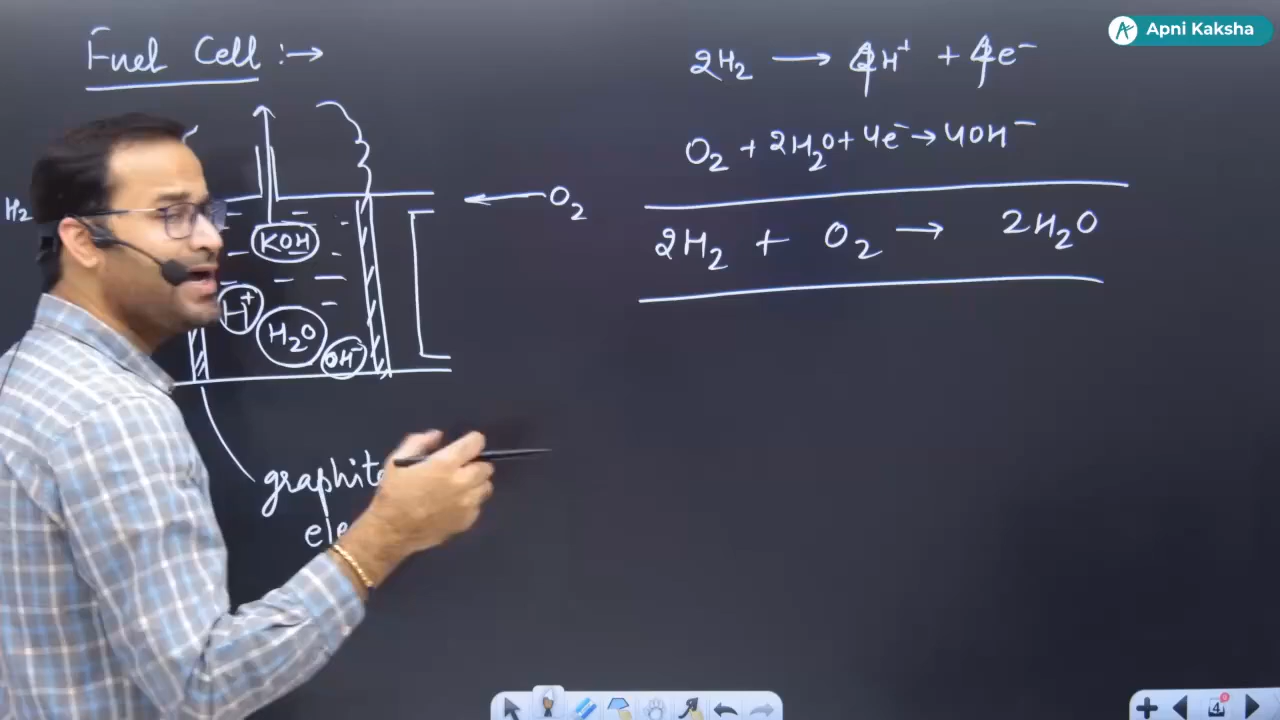 Apni Kaksha
Fuel Cell :→
2H₂ → 4H⁺ + 4e⁻
O₂ + 2H₂O + 4e⁻ → 4OH⁻
H₂
O₂
2H₂ + O₂ → 2H₂O
KOH
H⁺
H₂O
OH⁻
graphite
4